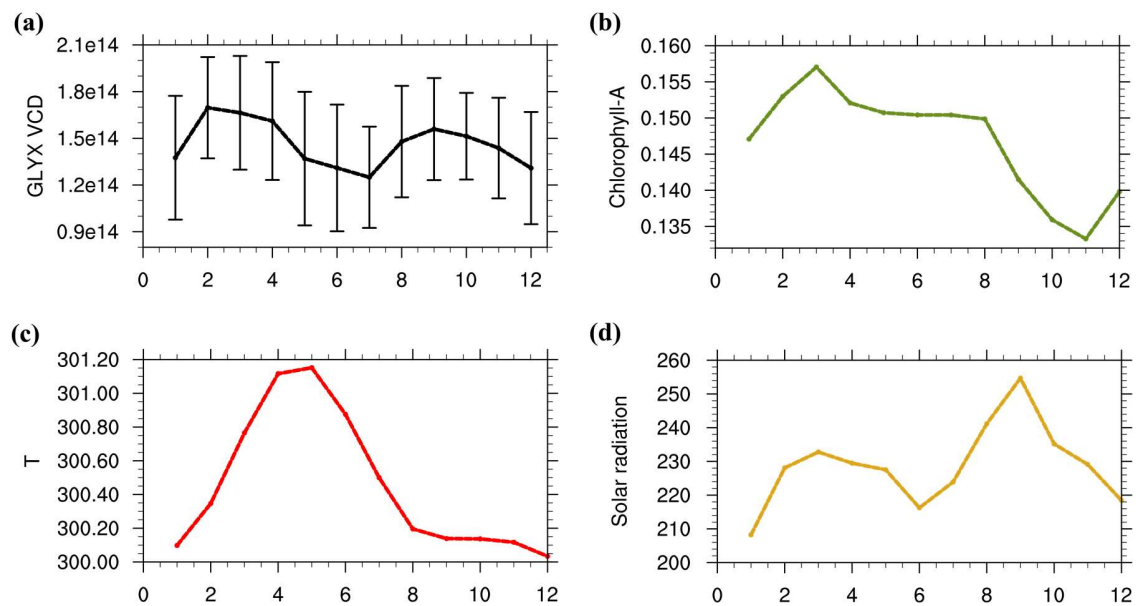 (a)
2.1e14
1.8e14
1.5e14
1.2e14
0.9e14
GLYX VCD
0 2 4 6 8 10 12
(b)
0.160
0.155
0.150
0.145
0.140
0.135
Chlorophyll-A
0 2 4 6 8 10 12
(c)
301.20
301.00
300.80
300.60
300.40
300.20
300.00
T
0 2 4 6 8 10 12
(d)
260
250
240
230
220
210
200
Solar radiation
0 2 4 6 8 10 12